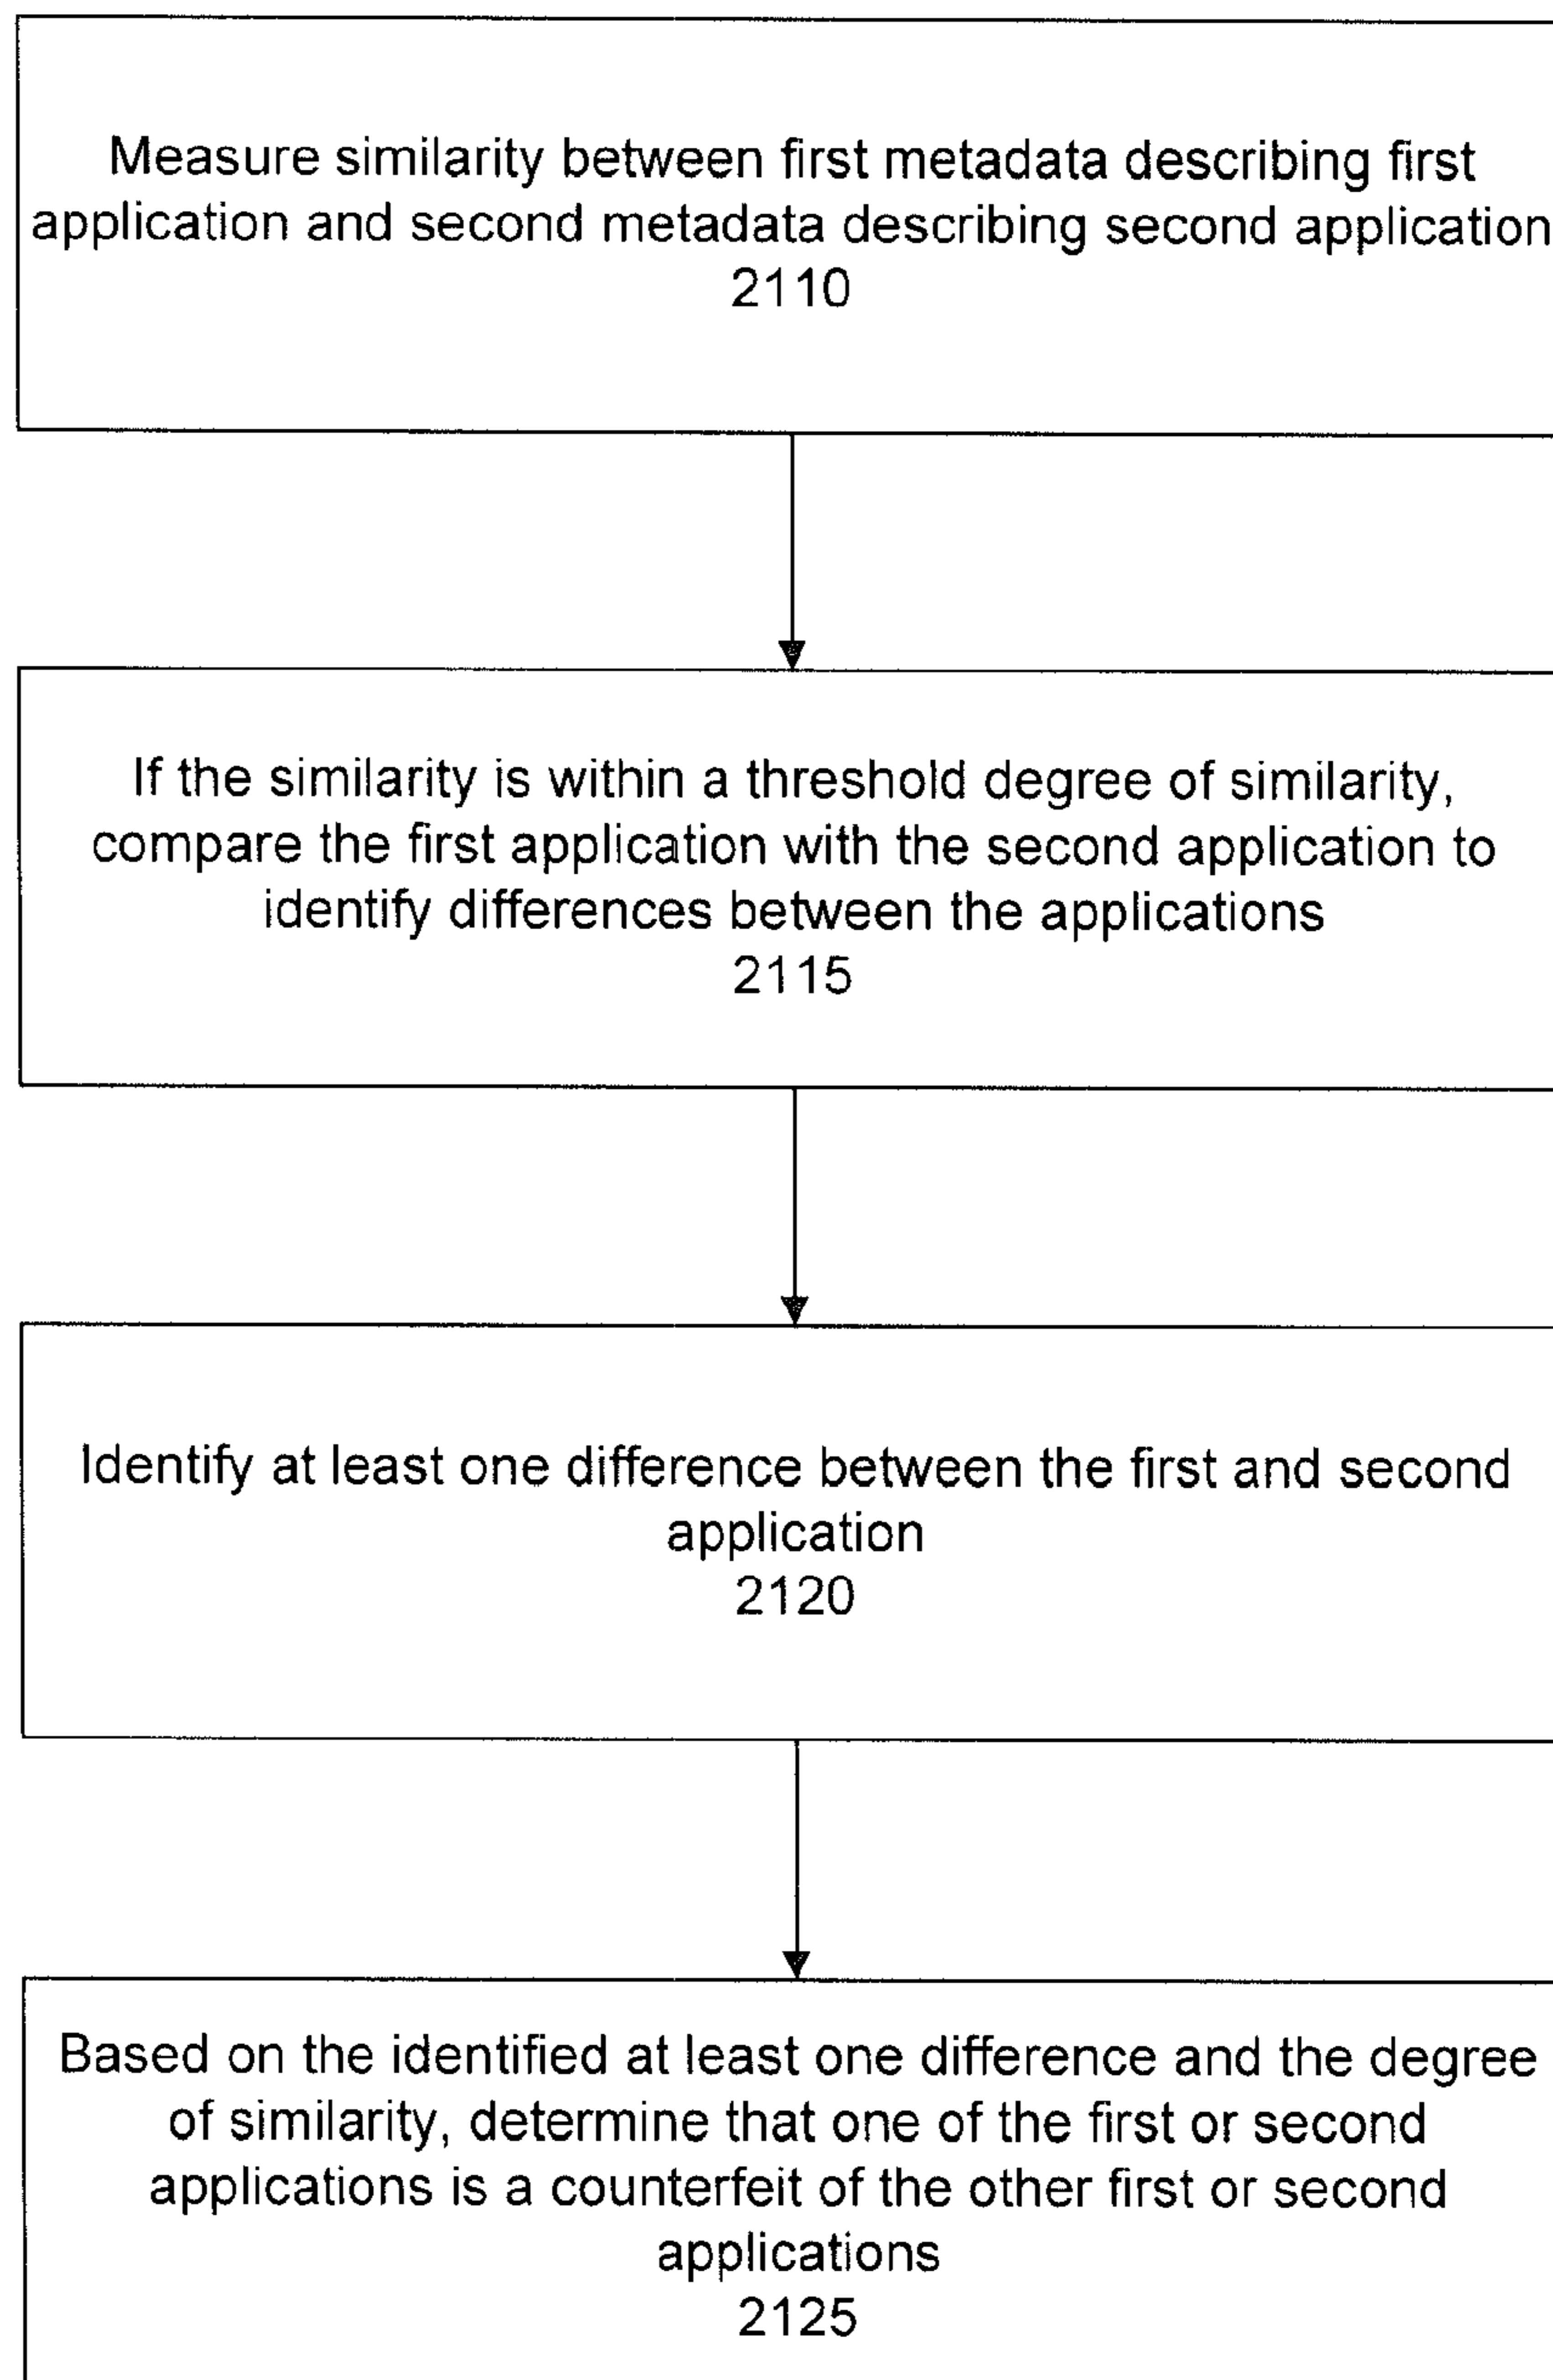 Measure similarity between first metadata describing first
application and second metadata describing second application
2110
If the similarity is within a threshold degree of similarity,
compare the first application with the second application to
identify differences between the applications
2115
Identify at least one difference between the first and second
application
2120
Based on the identified at least one difference and the degree
of similarity, determine that one of the first or second
applications is a counterfeit of the other first or second
applications
2125